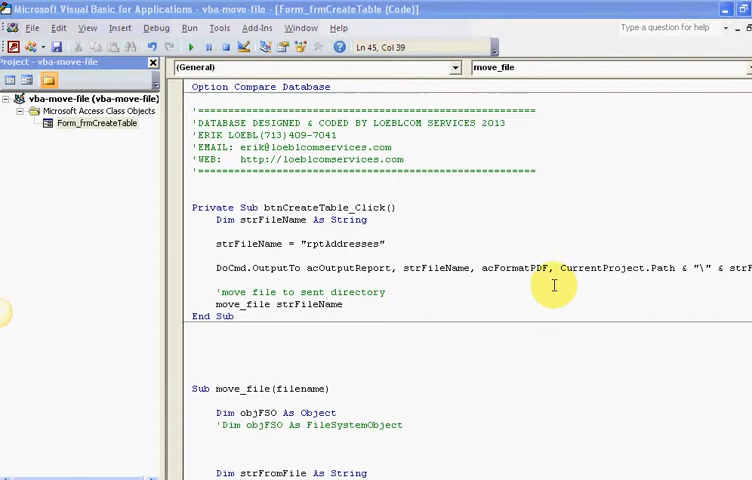 Microsoft Visual Basic for Applications - vba-move-file - [Form_frmCreateTable (Code)]
File Edit View Insert Debug Run Tools Add-Ins Window Help
Type a question for help
Ln 45, Col 39
Project - vba-move-file
(General)
move_file
vba-move-file (vba-move-file)
Microsoft Access Class Objects
Form_frmCreateTable
Option Compare Database
'=========================================================
'DATABASE DESIGNED & CODED BY LOEBLCOM SERVICES 2013
'ERIK LOEBL(713)409-7041
'EMAIL: erik@loeblcomservices.com
'WEB: http://loeblcomservices.com
'=========================================================
Private Sub btnCreateTable_Click()
Dim strFileName As String
strFileName = "rptAddresses"
DoCmd.OutputTo acOutputReport, strFileName, acFormatPDF, CurrentProject.Path & "\" & strF
'move file to sent directory
move_file strFileName
End Sub
Sub move_file(filename)
Dim objFSO As Object
'Dim objFSO As FileSystemObject
Dim strFromFile As String